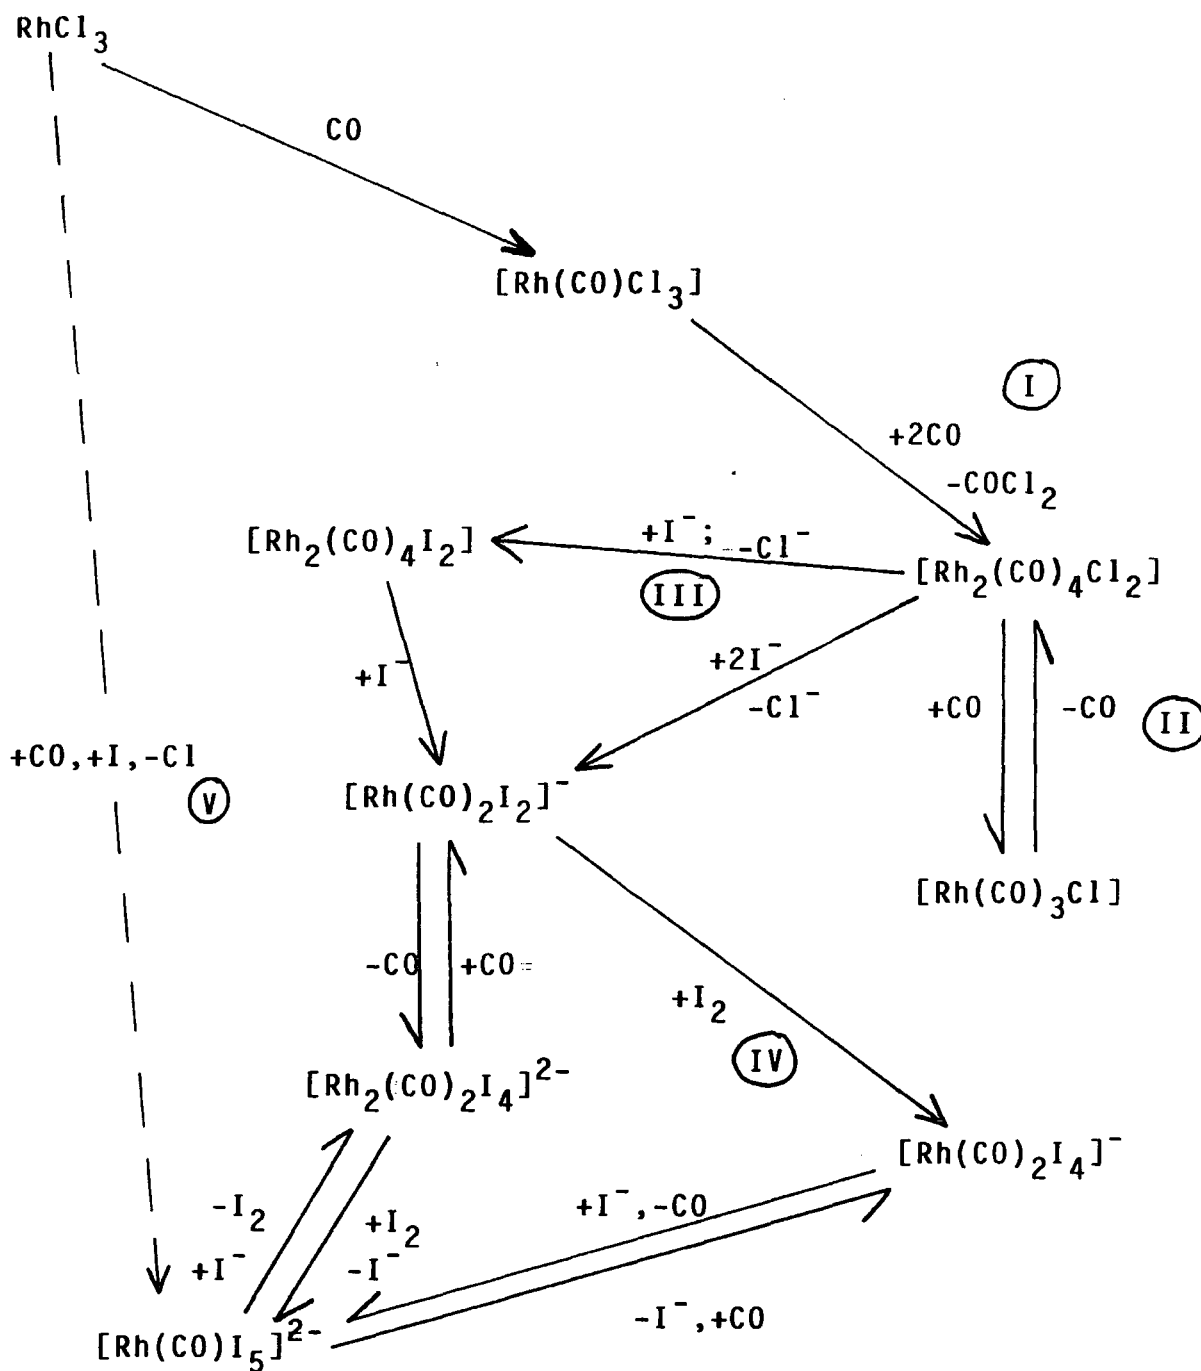 RhCl₃
CO
[Rh(CO)Cl₃]
I
+2CO
-COCl₂
[Rh₂(CO)₄I₂]
+I⁻; -Cl⁻
[Rh₂(CO)₄Cl₂]
III
+I⁻
+2I⁻
-Cl⁻
+CO
-CO
II
+CO,+I,-Cl
V
[Rh(CO)₂I₂]⁻
[Rh(CO)₃Cl]
-CO
+CO
+I₂
IV
[Rh₂(CO)₂I₄]²⁻
[Rh(CO)₂I₄]⁻
-I₂
+I⁻
+I₂
-I⁻
+I⁻,-CO
-I⁻,+CO
[Rh(CO)I₅]²⁻